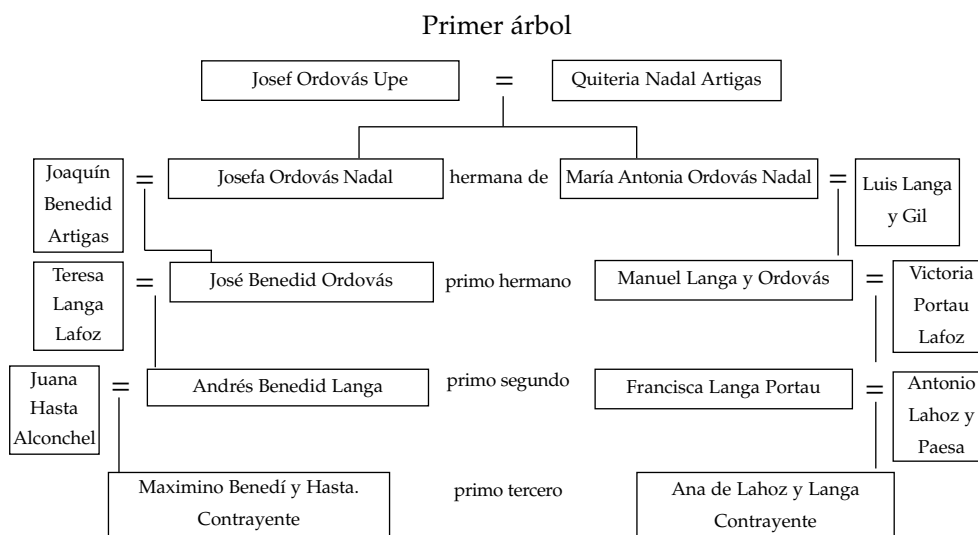 Primer árbol
Josef Ordovás Upe = Quiteria Nadal Artigas
Joaquín
Benedid
Artigas
= Josefa Ordovás Nadal hermana de María Antonia Ordovás Nadal =
Luis Langa
y Gil
Teresa
Langa
Lafoz
= José Benedid Ordovás primo hermano Manuel Langa y Ordovás =
Victoria
Portau
Lafoz
Juana
Hasta
Alconchel
= Andrés Benedid Langa primo segundo Francisca Langa Portau =
Antonio
Lahoz y
Paesa
Maximino Benedí y Hasta.
Contrayente
primo tercero
Ana de Lahoz y Langa
Contrayente